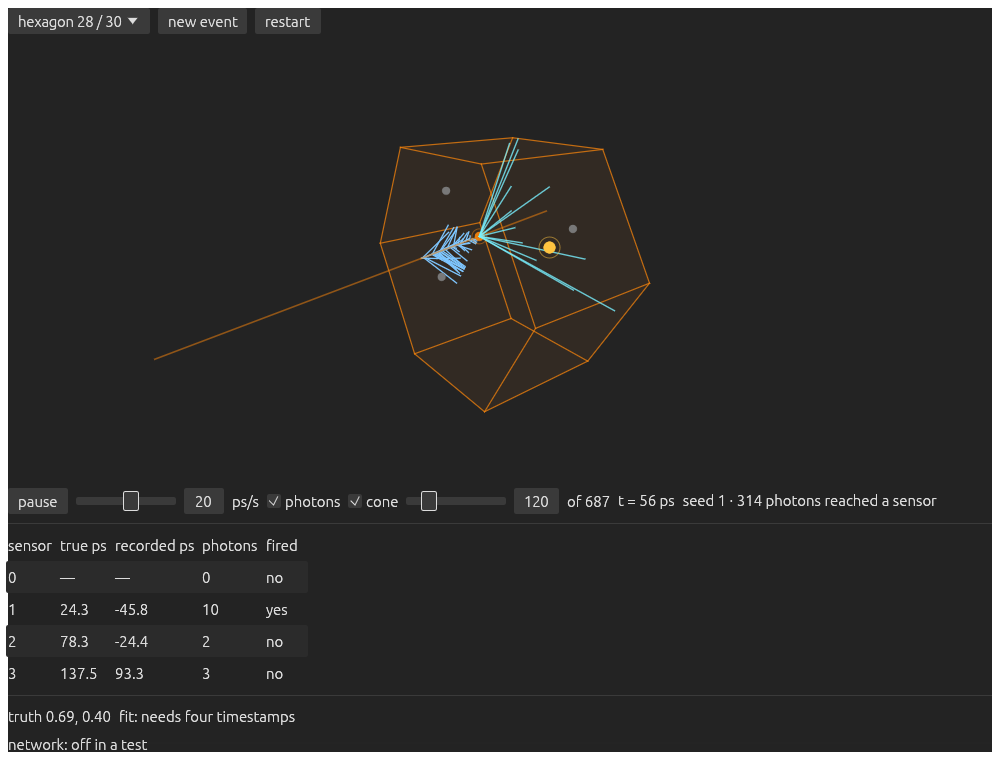 hexagon 28 / 30 new event restart
pause 20 ps/s photons cone 120 of 687 t = 56 ps seed 1 · 314 photons reached a sensor
sensor true ps recorded ps photons fired
0 — — 0 no
1 24.3 -45.8 10 yes
2 78.3 -24.4 2 no
3 137.5 93.3 3 no
truth 0.69, 0.40 fit: needs four timestamps
network: off in a test